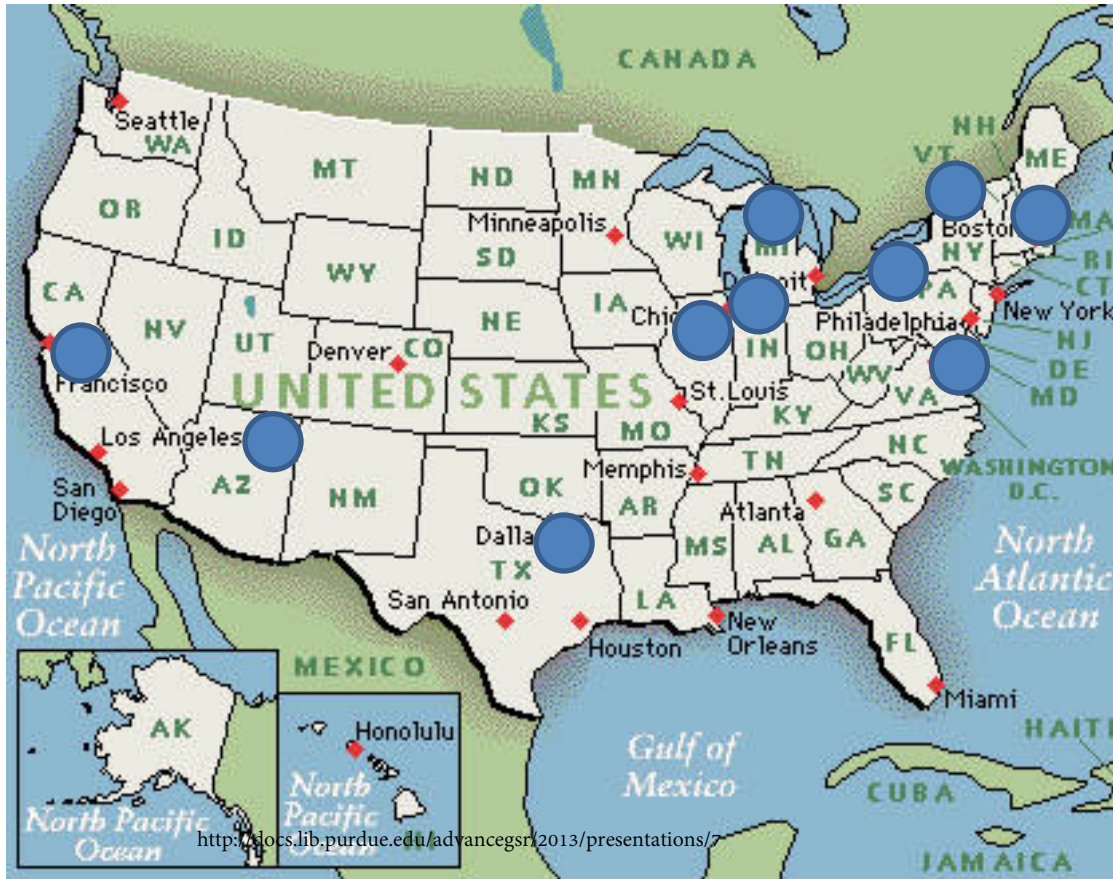 CANADA
NH
VT
ME
Seattle
WA
MT
ND
MN
OR
Minneapolis
MA
Boston
ID
WI
MI
NY
SD
WY
RI
CT
CA
IA
PA
New York
NV
NE
Philadelphia
UT
Denver
CO
IN
OH
NJ
DE
WV
Francisco
UNITED STATES
St.Louis
VA
MD
KS
KY
MO
Los Angeles
NC
TN
Memphis
WASHINGTON
D.C.
AZ
NM
OK
AR
SC
San
Diego
Atlanta
Dalla
MS
AL
GA
North
Pacific
Ocean
North
Atlantic
Ocean
TX
San Antonio
LA
New
Orleans
Houston
FL
MEXICO
Miami
AK
Honolulu
HAITI
Gulf of
Mexico
North
Pacific
Ocean
CUBA
North Pacific
Ocean
HI
http://docs.lib.purdue.edu/advancegsr/2013/presentations/7
JAMAICA